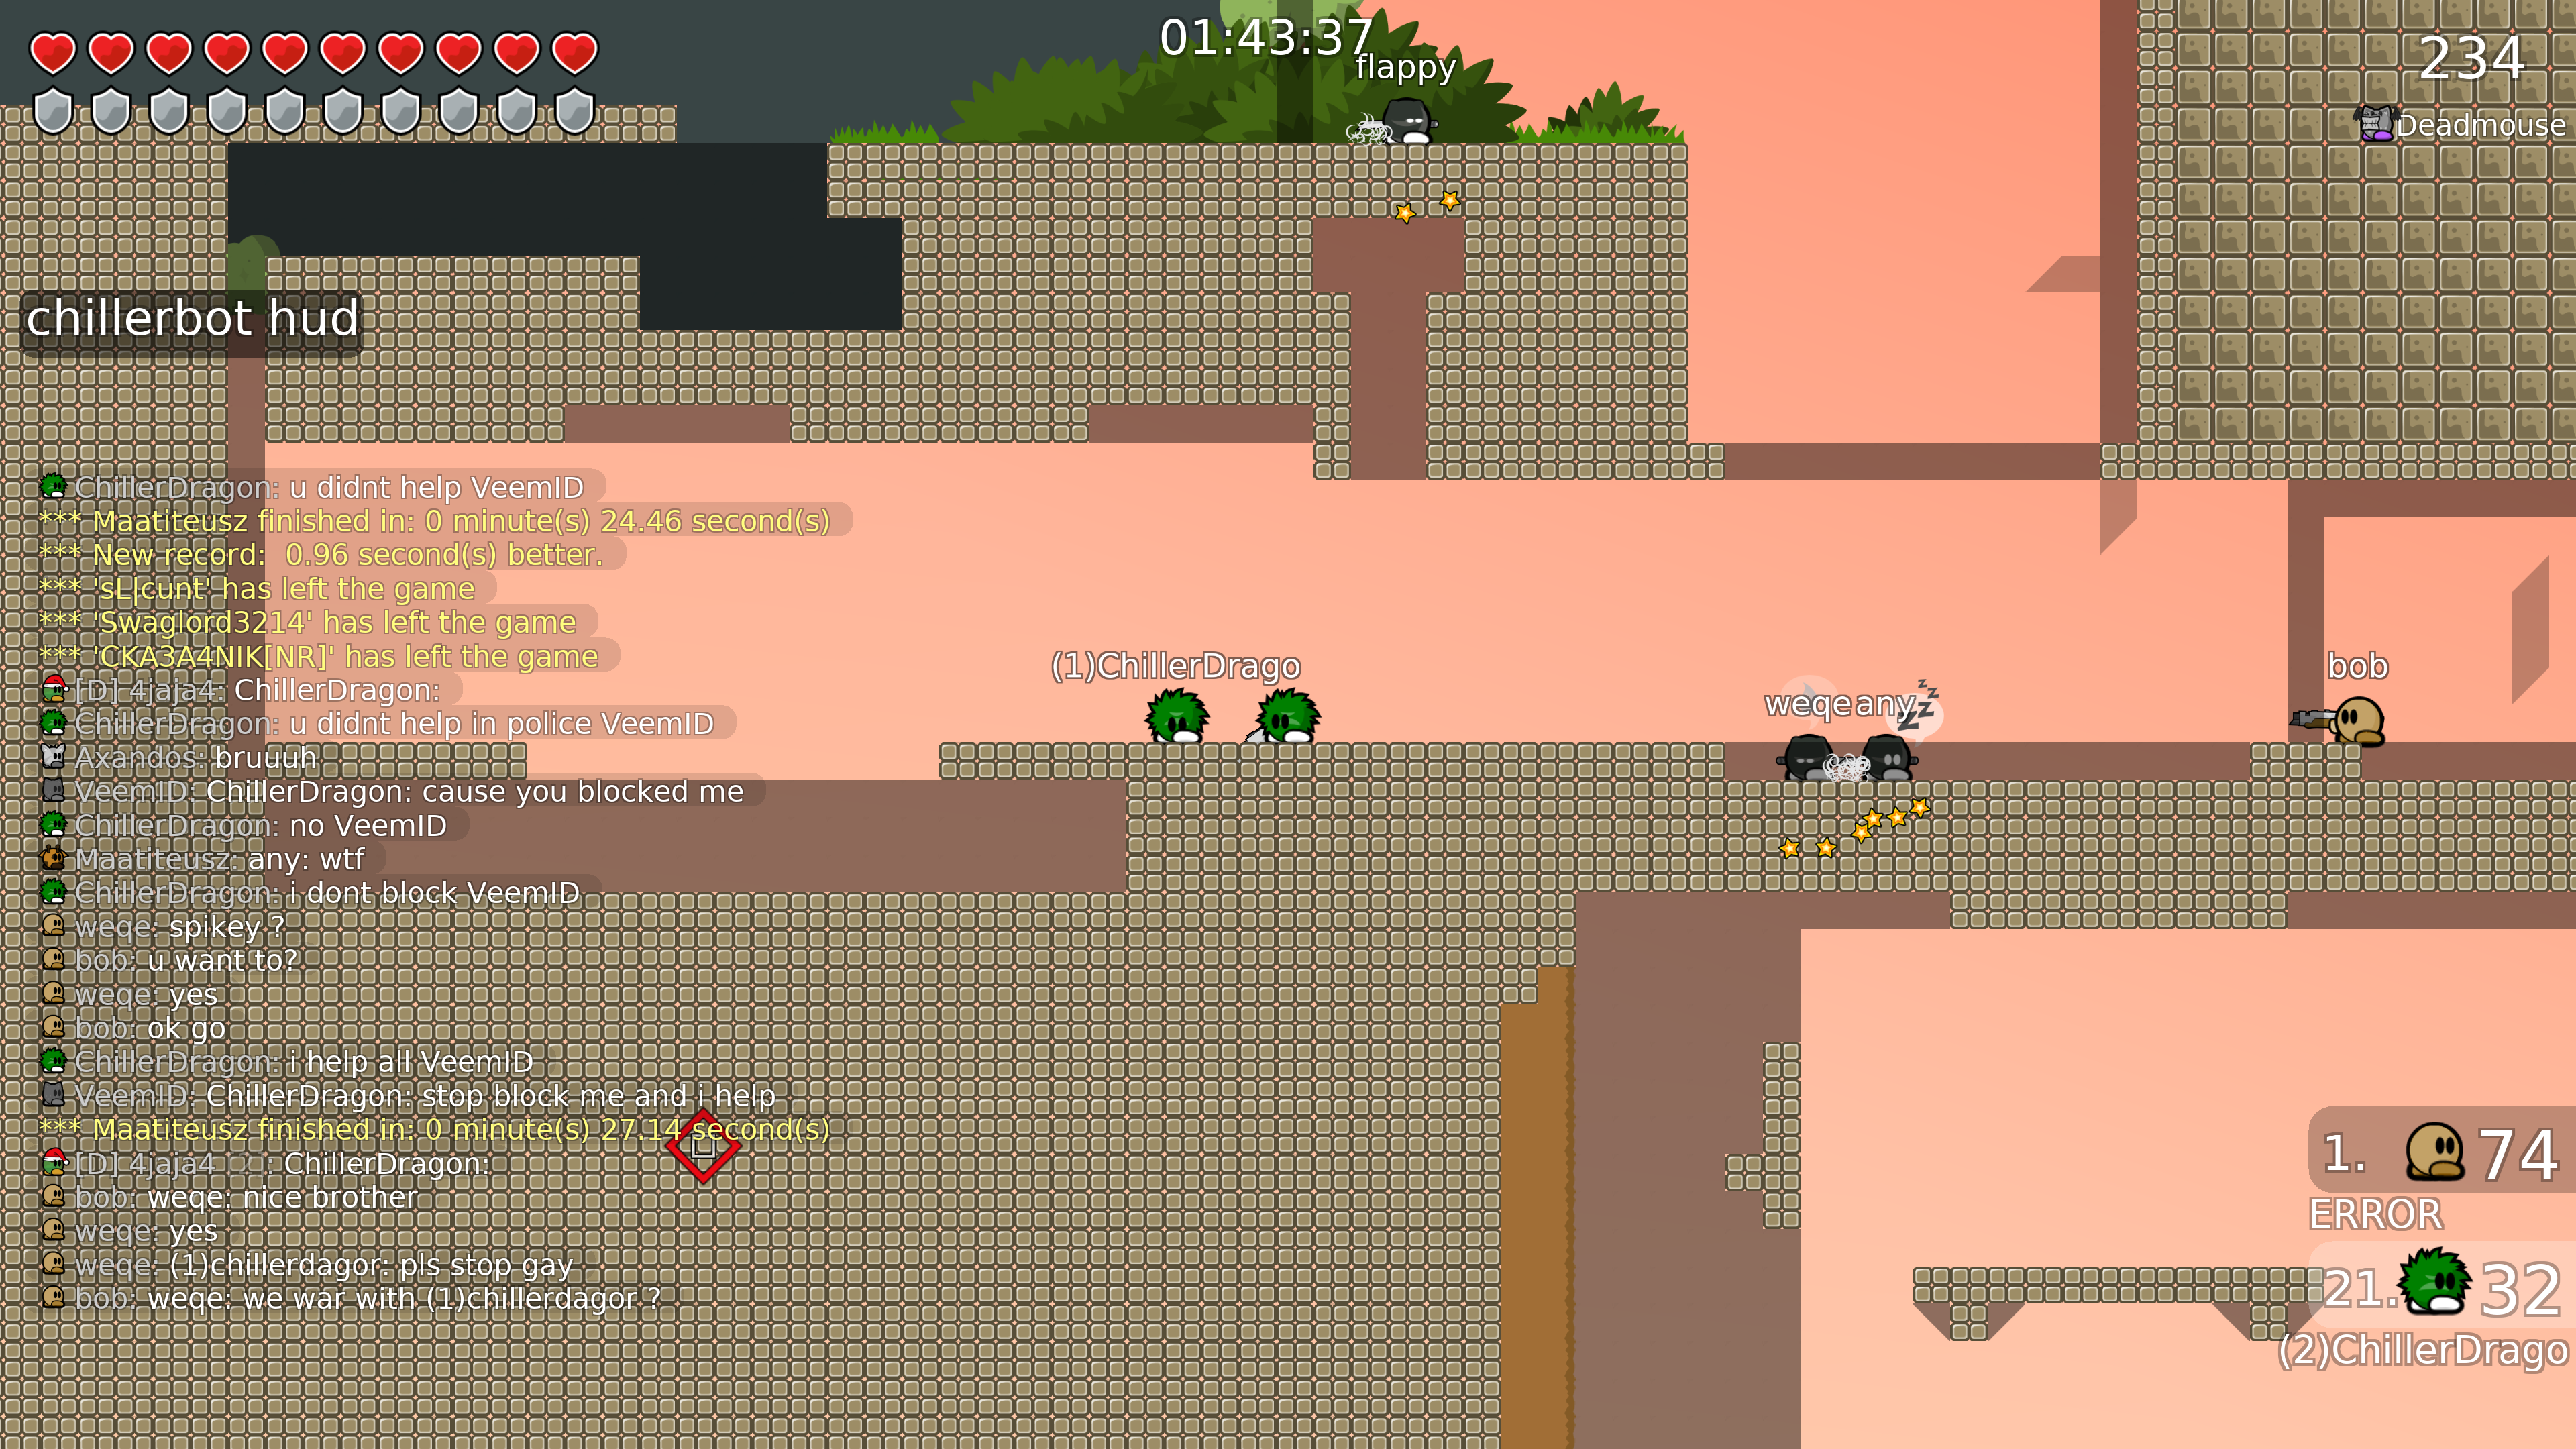 01:43:37
flappy
234
Deadmouse
chillerbot hud
ChillerDragon: u didnt help VeemID
*** Maatiteusz finished in: 0 minute(s) 24.46 second(s)
*** New record:  0.96 second(s) better.
*** 'sL|cunt' has left the game
*** 'Swaglord3214' has left the game
*** 'CKA3A4NIK[NR]' has left the game
[D] 4jaja4: ChillerDragon:
ChillerDragon: u didnt help in police VeemID
Axandos: bruuuh
VeemID: ChillerDragon: cause you blocked me
ChillerDragon: no VeemID
Maatiteusz: any: wtf
ChillerDragon: i dont block VeemID
weqe: spikey ?
bob: u want to?
weqe: yes
bob: ok go
ChillerDragon: i help all VeemID
VeemID: ChillerDragon: stop block me and i help
*** Maatiteusz finished in: 0 minute(s) 27.14 second(s)
[D] 4jaja4 [2]: ChillerDragon:
bob: weqe: nice brother
weqe: yes
weqe: (1)chillerdagor: pls stop gay
bob: weqe: we war with (1)chillerdagor ?
(1)ChillerDrago
weqe
any
zzz
bob
1. 74
ERROR
21. 32
(2)ChillerDrago